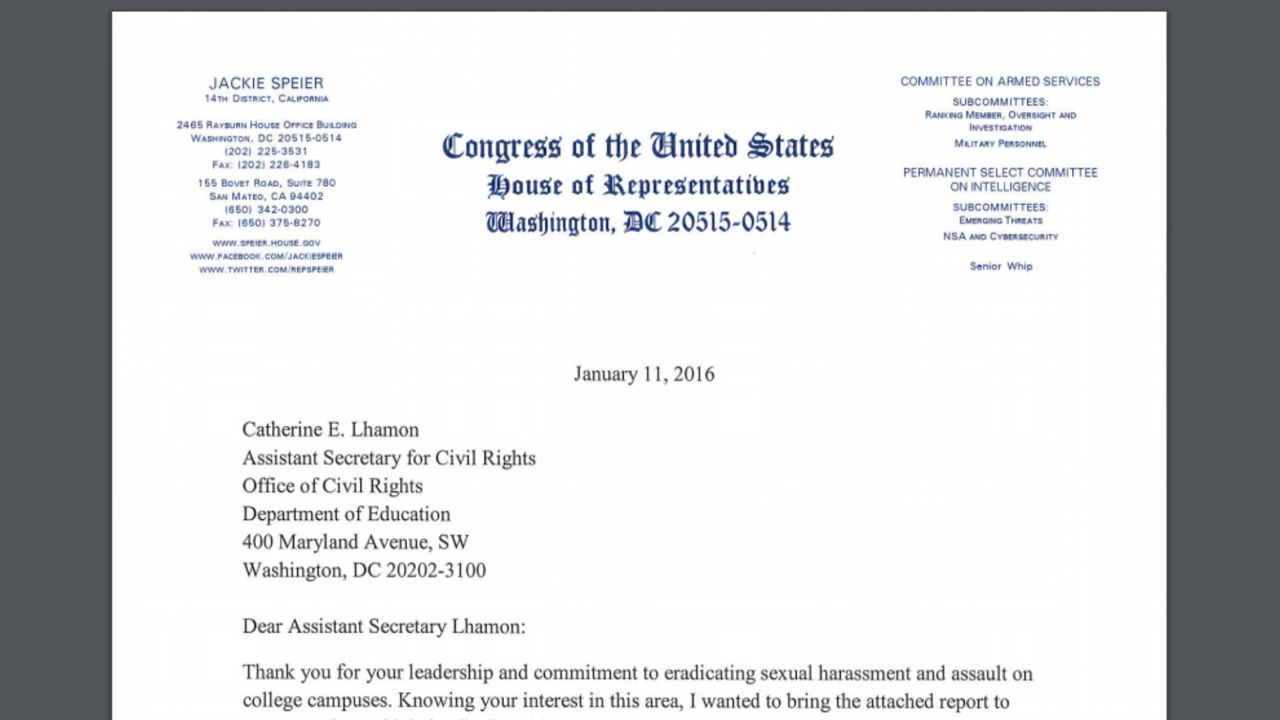 JACKIE SPEIER
14TH DISTRICT, CALIFORNIA
2465 RAYBURN HOUSE OFFICE BUILDING
WASHINGTON, DC 20515-0514
(202) 225-3531
FAX: (202) 226-4183
155 BOVET ROAD, SUITE 780
SAN MATEO, CA 94402
(650) 342-0300
FAX: (650) 375-8270
WWW.SPEIER.HOUSE.GOV
WWW.FACEBOOK.COM/JACKIESPEIER
WWW.TWITTER.COM/REPSPEIER
Congress of the United States
House of Representatives
Washington, DC 20515-0514
COMMITTEE ON ARMED SERVICES
SUBCOMMITTEES:
RANKING MEMBER, OVERSIGHT AND
INVESTIGATION
MILITARY PERSONNEL
PERMANENT SELECT COMMITTEE
ON INTELLIGENCE
SUBCOMMITTEES:
EMERGING THREATS
NSA AND CYBERSECURITY
Senior Whip
January 11, 2016
Catherine E. Lhamon
Assistant Secretary for Civil Rights
Office of Civil Rights
Department of Education
400 Maryland Avenue, SW
Washington, DC 20202-3100
Dear Assistant Secretary Lhamon:
Thank you for your leadership and commitment to eradicating sexual harassment and assault on
college campuses. Knowing your interest in this area, I wanted to bring the attached report to